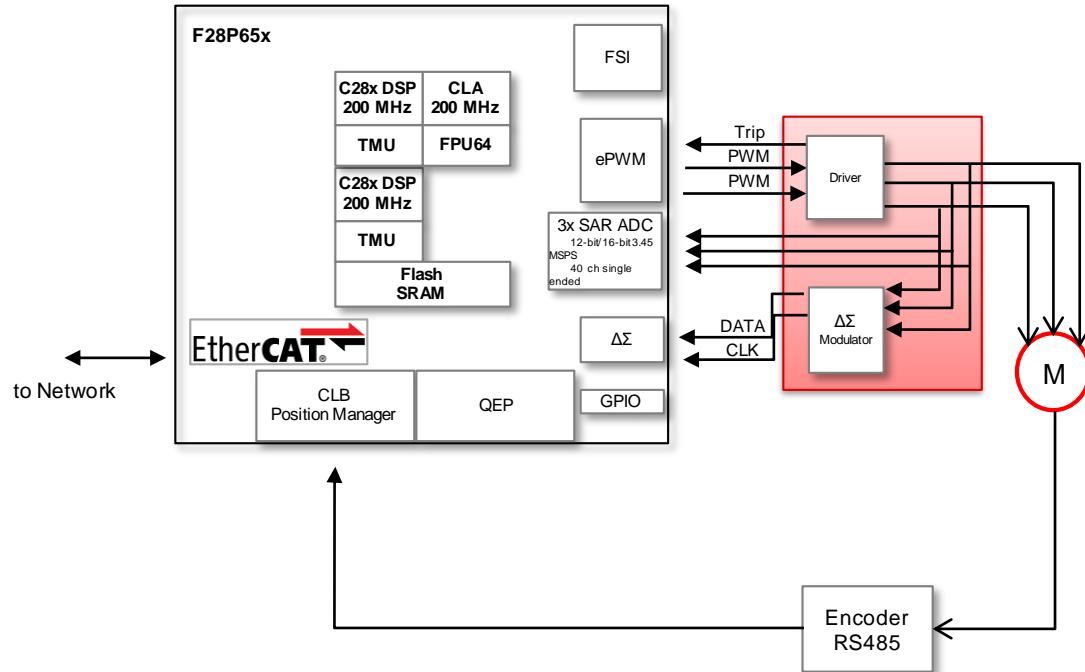 F28P65x
FSI
C28x DSP
200 MHz
CLA
200 MHz
TMU
FPU64
C28x DSP
200 MHz
TMU
Flash
SRAM
ePWM
3x SAR ADC
12-bit/16-bit3.45
MSPS
40 ch single
ended
ΔΣ
GPIO
EtherCAT®
CLB
Position Manager
QEP
to Network
Trip
PWM
PWM
DATA
CLK
Driver
ΔΣ
Modulator
M
Encoder
RS485